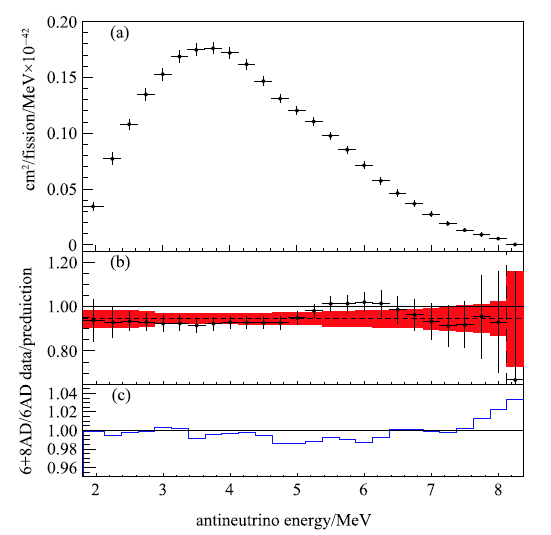 (a)
cm²/fission/MeV×10⁻⁴²
0.20
0.15
0.10
0.05
0
(b)
data/preduiction
1.20
1.00
0.80
(c)
6+8AD/6AD
1.04
1.02
1.00
0.98
0.96
2 3 4 5 6 7 8
antineutrino energy/MeV